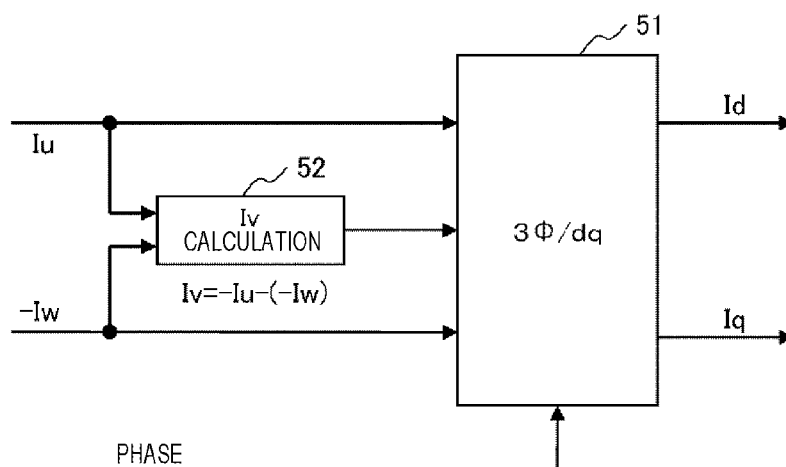 51
Iu
Id
52
Iv
CALCULATION
3Φ/dq
Iv=-Iu-(-Iw)
-Iw
Iq
PHASE